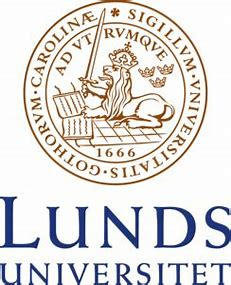 SIGILLVM · VNIVERSITATIS · GOTHORVM · CAROLINÆ
AD VTRVMQVE
1666
LUNDS
UNIVERSITET